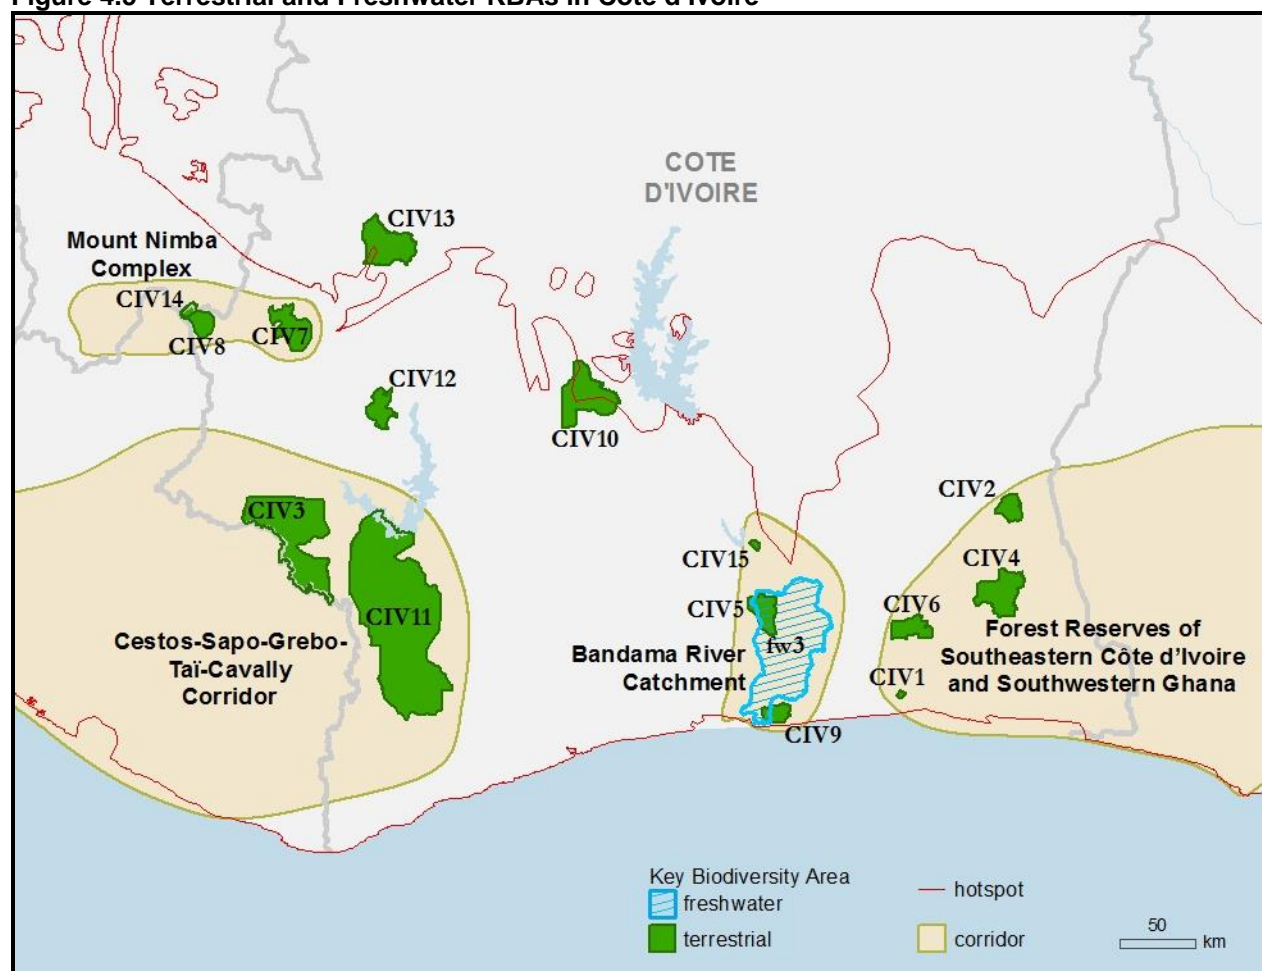 Figure 4.5 Terrestrial and Freshwater KBAs in Côte d'Ivoire
COTE
D'IVOIRE
CIV13
Mount Nimba
Complex
CIV14
CIV8
CIV7
CIV12
CIV10
CIV3
CIV11
Cestos-Sapo-Grebo-
Taï-Cavally
Corridor
CIV2
CIV15
CIV4
CIV5
CIV6
fw3
Bandama River
Catchment
Forest Reserves of
Southeastern Côte d'Ivoire
and Southwestern Ghana
CIV1
CIV9
Key Biodiversity Area
freshwater
terrestrial
hotspot
corridor
50
km